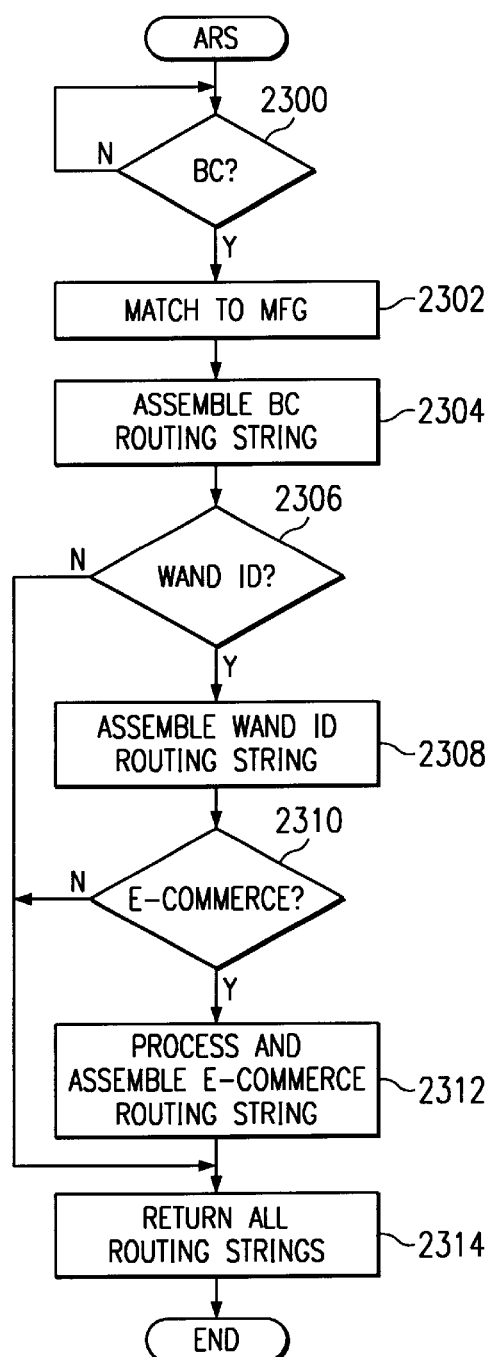 ARS
2300
N
BC?
Y
MATCH TO MFG
2302
ASSEMBLE BC
ROUTING STRING
2304
2306
N
WAND ID?
Y
ASSEMBLE WAND ID
ROUTING STRING
2308
2310
N
E-COMMERCE?
Y
PROCESS AND
ASSEMBLE E-COMMERCE
ROUTING STRING
2312
RETURN ALL
ROUTING STRINGS
2314
END